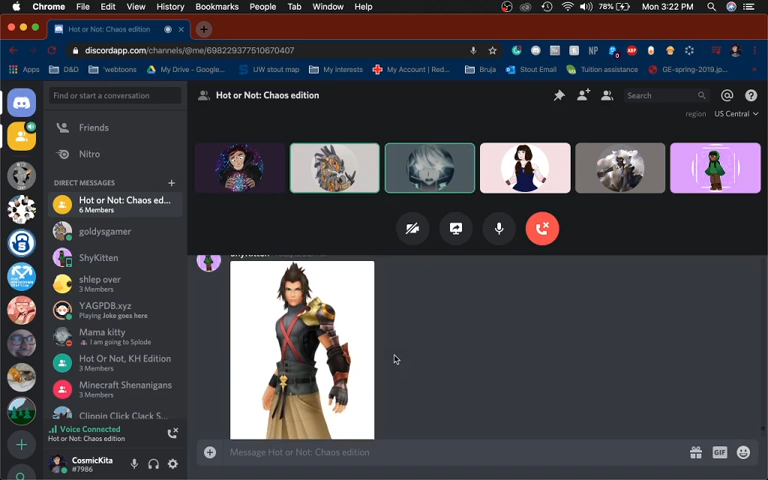 Chrome File Edit View History Bookmarks People Tab Window Help 78% Mon 3:22 PM
Hot or Not: Chaos edition
discordapp.com/channels/@me/698229377510670407
Apps D&D *webtoons My Drive - Google... UW stout map My interests My Account | Red... Bruja Stout Email Tuition assistance GE-spring-2019.jp...
Find or start a conversation
Hot or Not: Chaos edition
Search
region US Central
Friends
Nitro
DIRECT MESSAGES
Hot or Not: Chaos ed...
6 Members
goldysgamer
ShyKitten
shlep over
3 Members
YAGPDB.xyz
Playing Joke goes here
Mama kitty
I am going to Splode
Hot Or Not, KH Edition
3 Members
Minecraft Shenanigans
3 Members
Clippin Click Clack S...
Voice Connected
Hot or Not: Chaos edition
CosmicKita
#7986
Message Hot or Not: Chaos edition
GIF